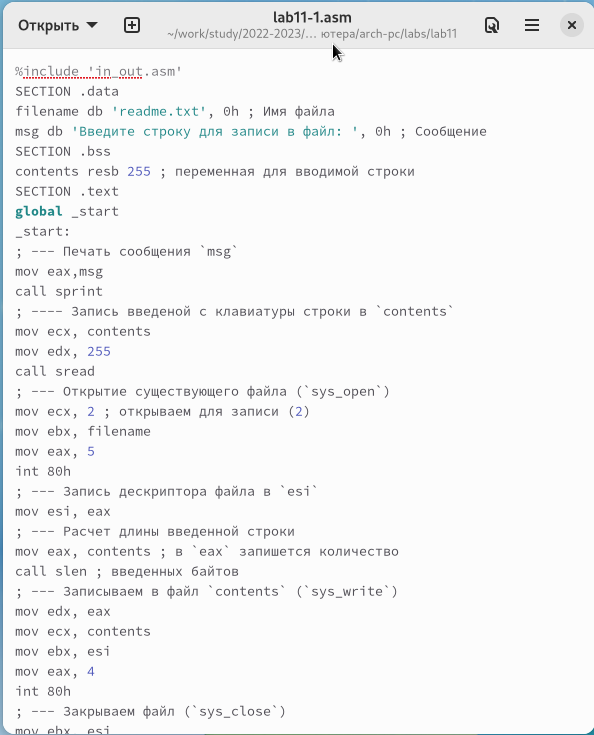 Открыть
lab11-1.asm
~/work/study/2022-2023/... ютера/arch-pc/labs/lab11
%include 'in_out.asm'
SECTION .data
filename db 'readme.txt', 0h ; Имя файла
msg db 'Введите строку для записи в файл: ', 0h ; Сообщение
SECTION .bss
contents resb 255 ; переменная для вводимой строки
SECTION .text
global _start
_start:
; --- Печать сообщения `msg`
mov eax,msg
call sprint
; ---- Запись введеной с клавиатуры строки в `contents`
mov ecx, contents
mov edx, 255
call sread
; --- Открытие существующего файла (`sys_open`)
mov ecx, 2 ; открываем для записи (2)
mov ebx, filename
mov eax, 5
int 80h
; --- Запись дескриптора файла в `esi`
mov esi, eax
; --- Расчет длины введенной строки
mov eax, contents ; в `eax` запишется количество
call slen ; введенных байтов
; --- Записываем в файл `contents` (`sys_write`)
mov edx, eax
mov ecx, contents
mov ebx, esi
mov eax, 4
int 80h
; --- Закрываем файл (`sys_close`)
mov ebx, esi